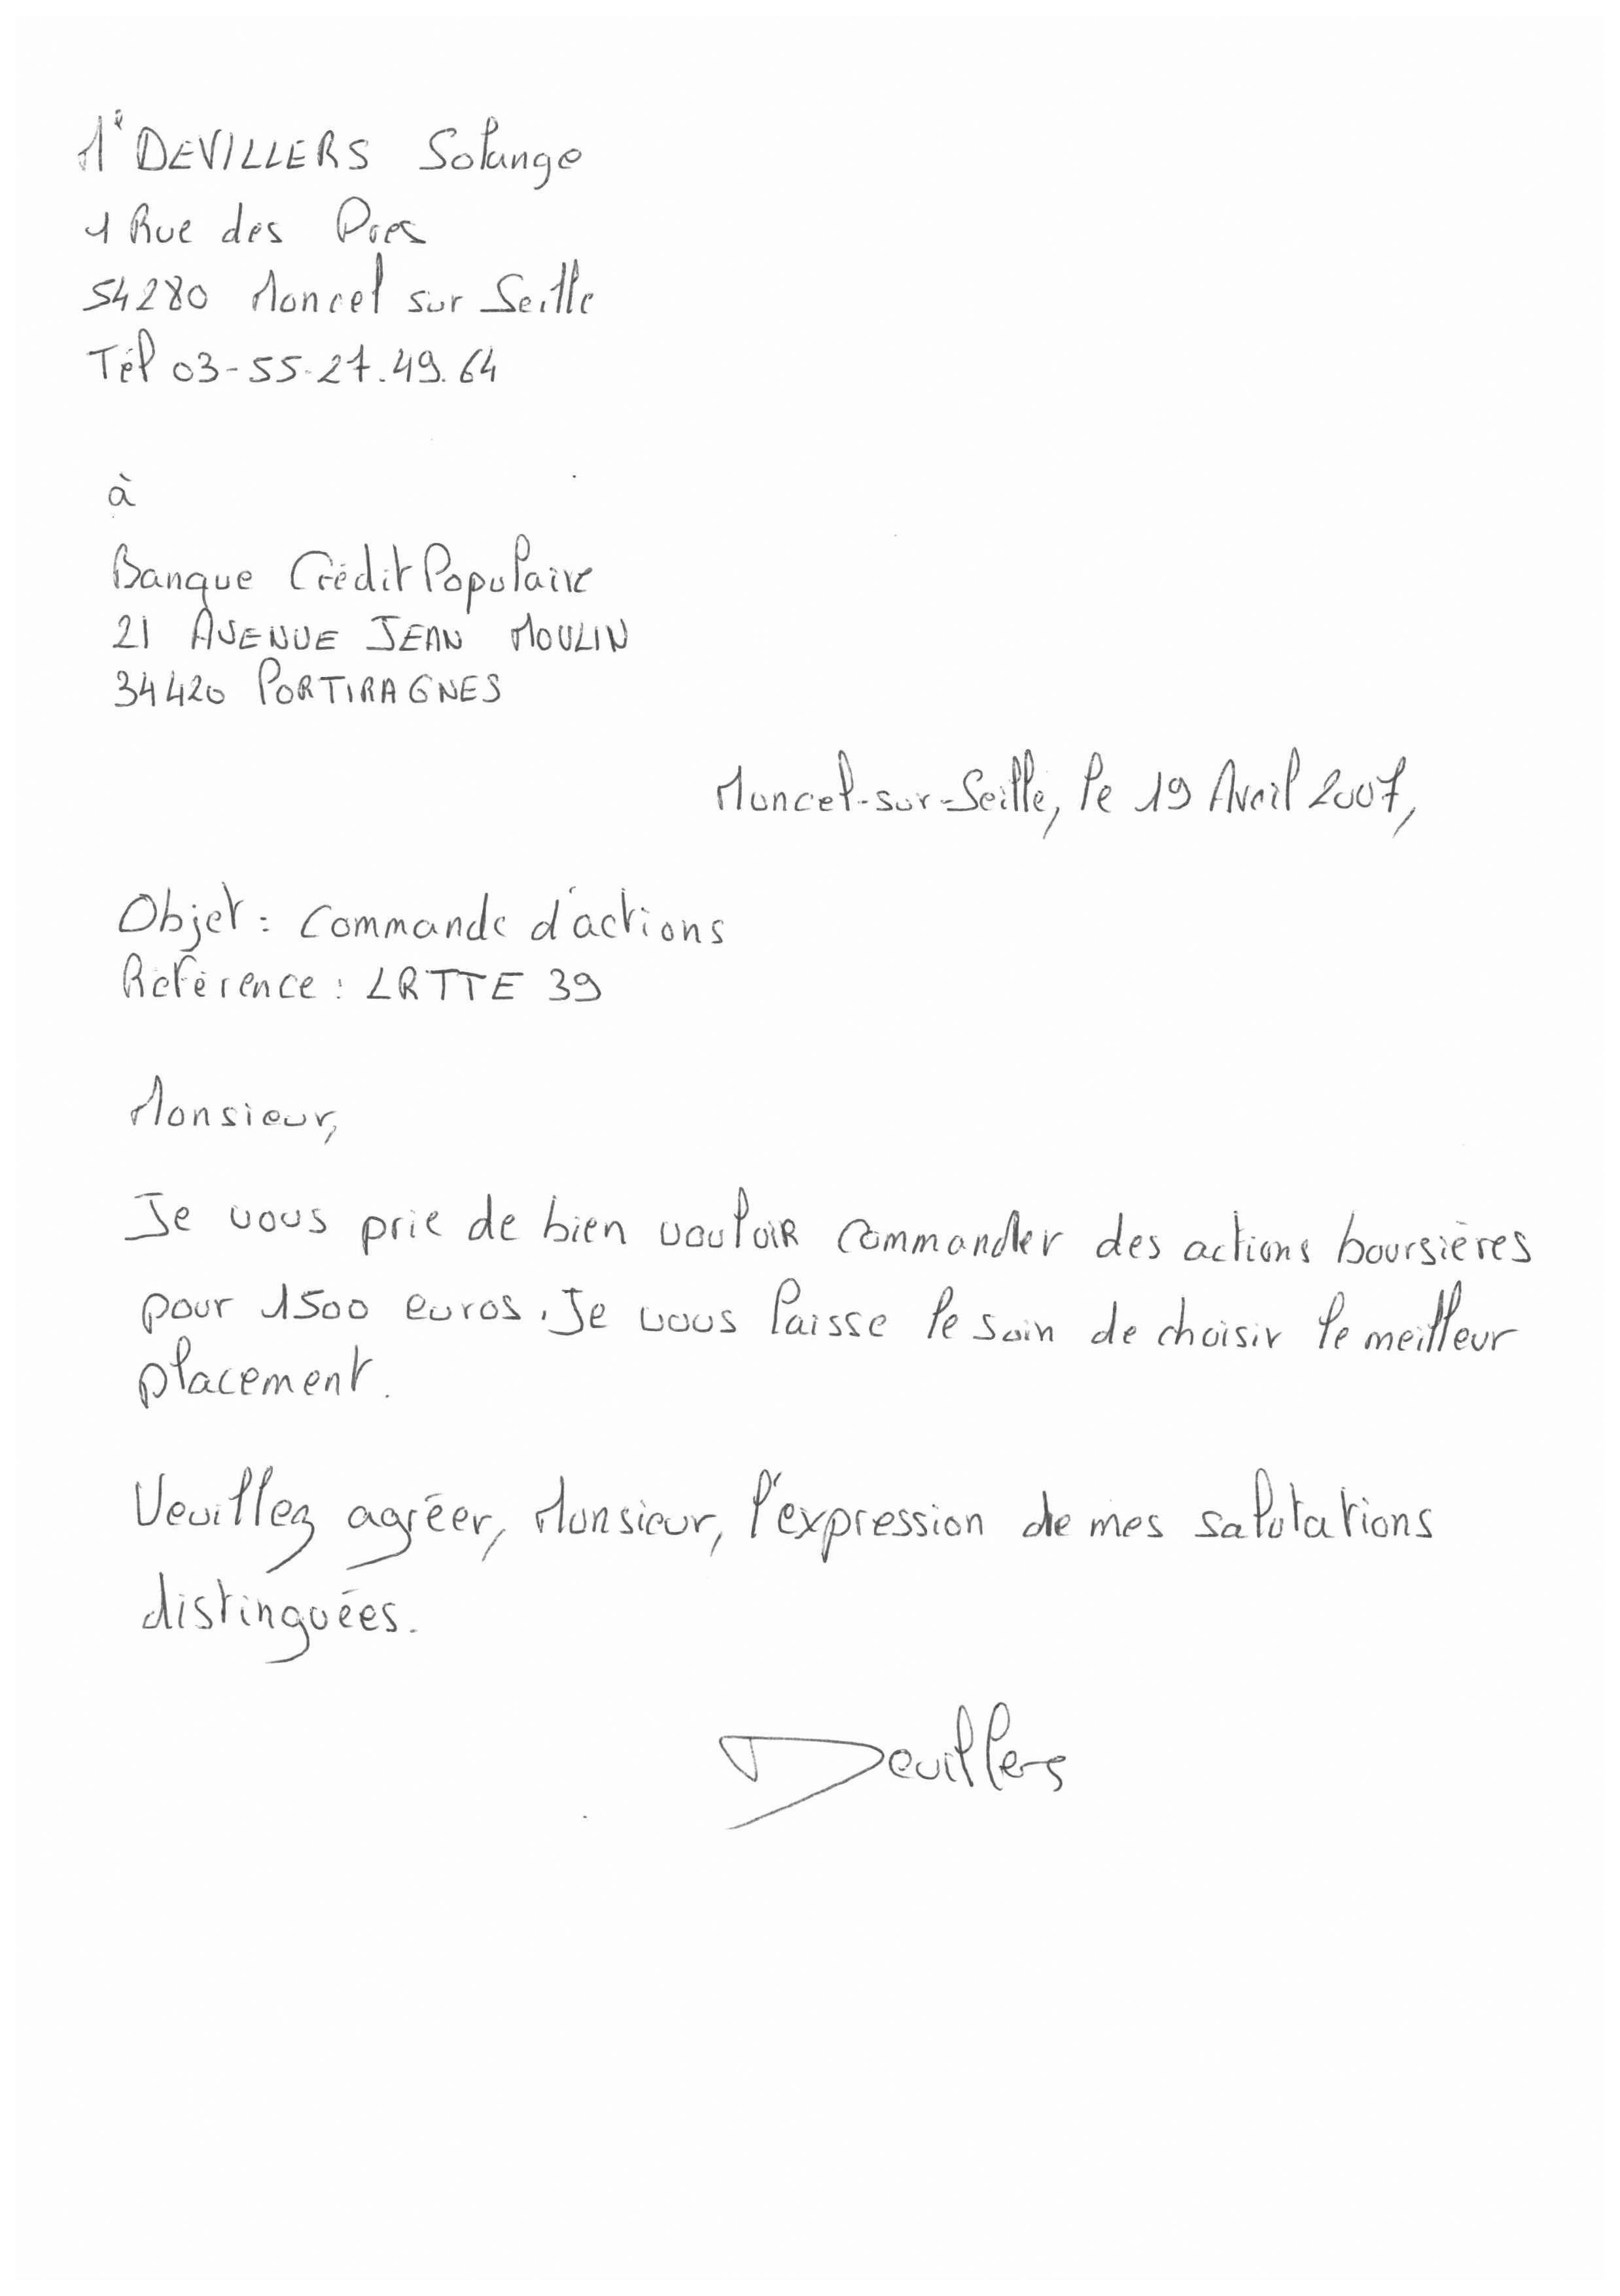 Me DEVILLERS Solange
1 Rue des Pres
54280 Moncel sur Seille
Tél 03-55-27.49.64
à
Banque Crédit Populaire
21 AVENUE JEAN MOULIN
34420 PORTIRAGNES
Moncel-sur-Seille, le 19 Avril 2007,
Objet : Commande d'actions
Référence : LRTTE 39
Monsieur,
Je vous prie de bien vouloir commander des actions boursières
pour 1500 euros. Je vous laisse le soin de choisir le meilleur
placement.
Veuillez agréer, Monsieur, l'expression de mes salutations
distinguées.
Devillers